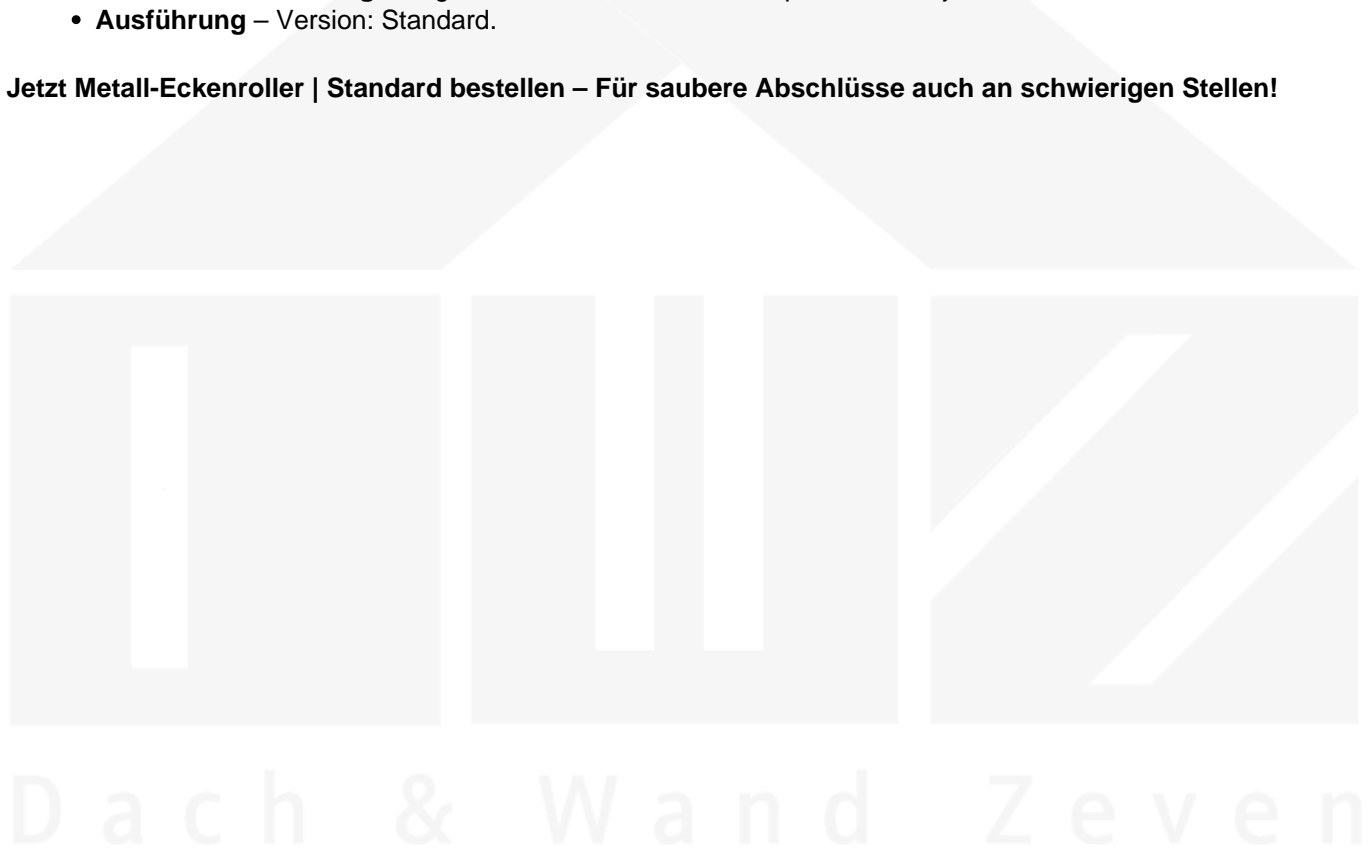 • Ausführung – Version: Standard.
Jetzt Metall-Eckenroller | Standard bestellen – Für saubere Abschlüsse auch an schwierigen Stellen!
Dach & Wand Zeven